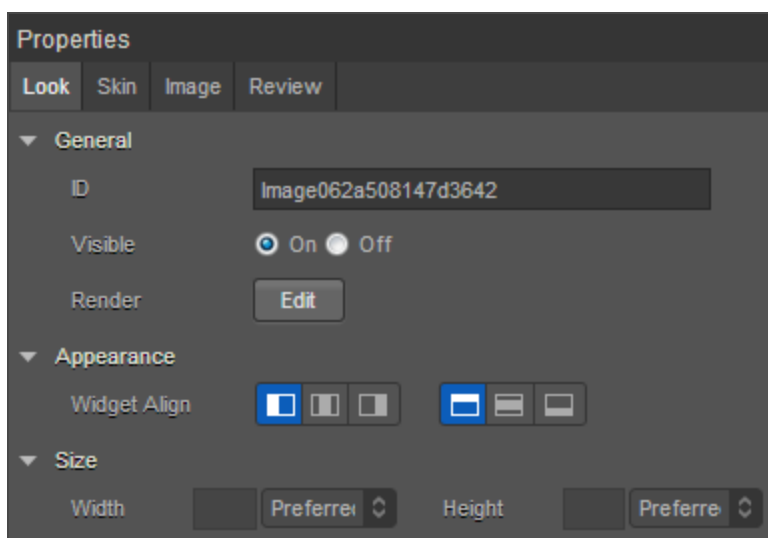 Properties
Look Skin Image Review
General
ID Image062a508147d3642
Visible On Off
Render Edit
Appearance
Widget Align
Size
Width Preferre Height Preferre